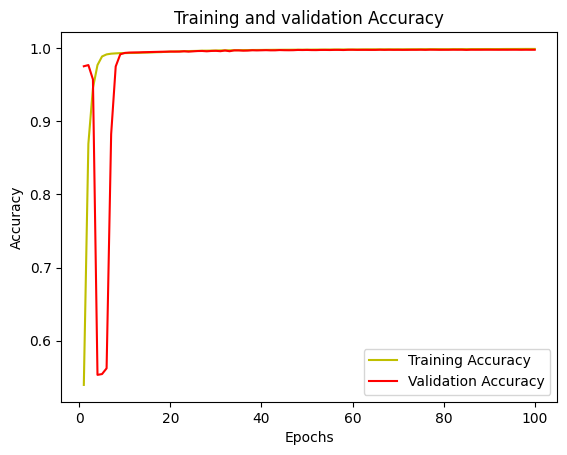 Training and validation Accuracy
1.0
0.9
0.8
0.7
0.6
Accuracy
0
20
40
60
80
100
Epochs
Training Accuracy
Validation Accuracy